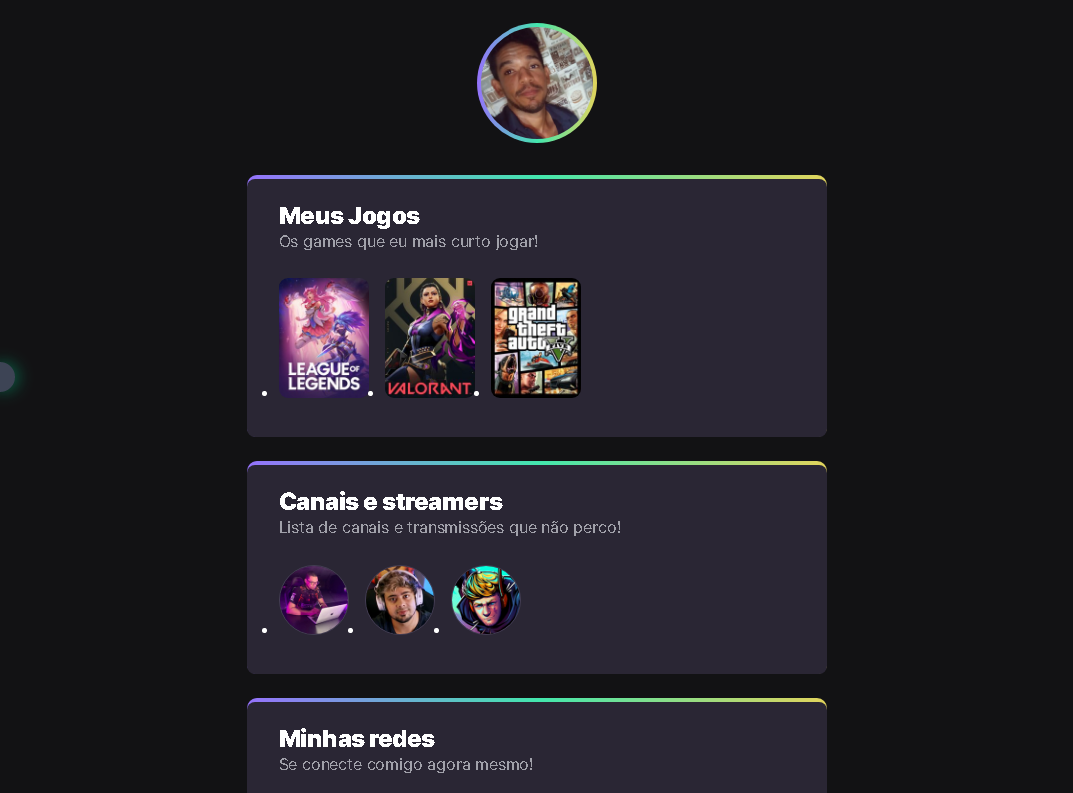 Meus Jogos
Os games que eu mais curto jogar!
LEAGUE OF
LEGENDS
VALORANT
grand
theft
auto
V
Canais e streamers
Lista de canais e transmissões que não perco!
Minhas redes
Se conecte comigo agora mesmo!